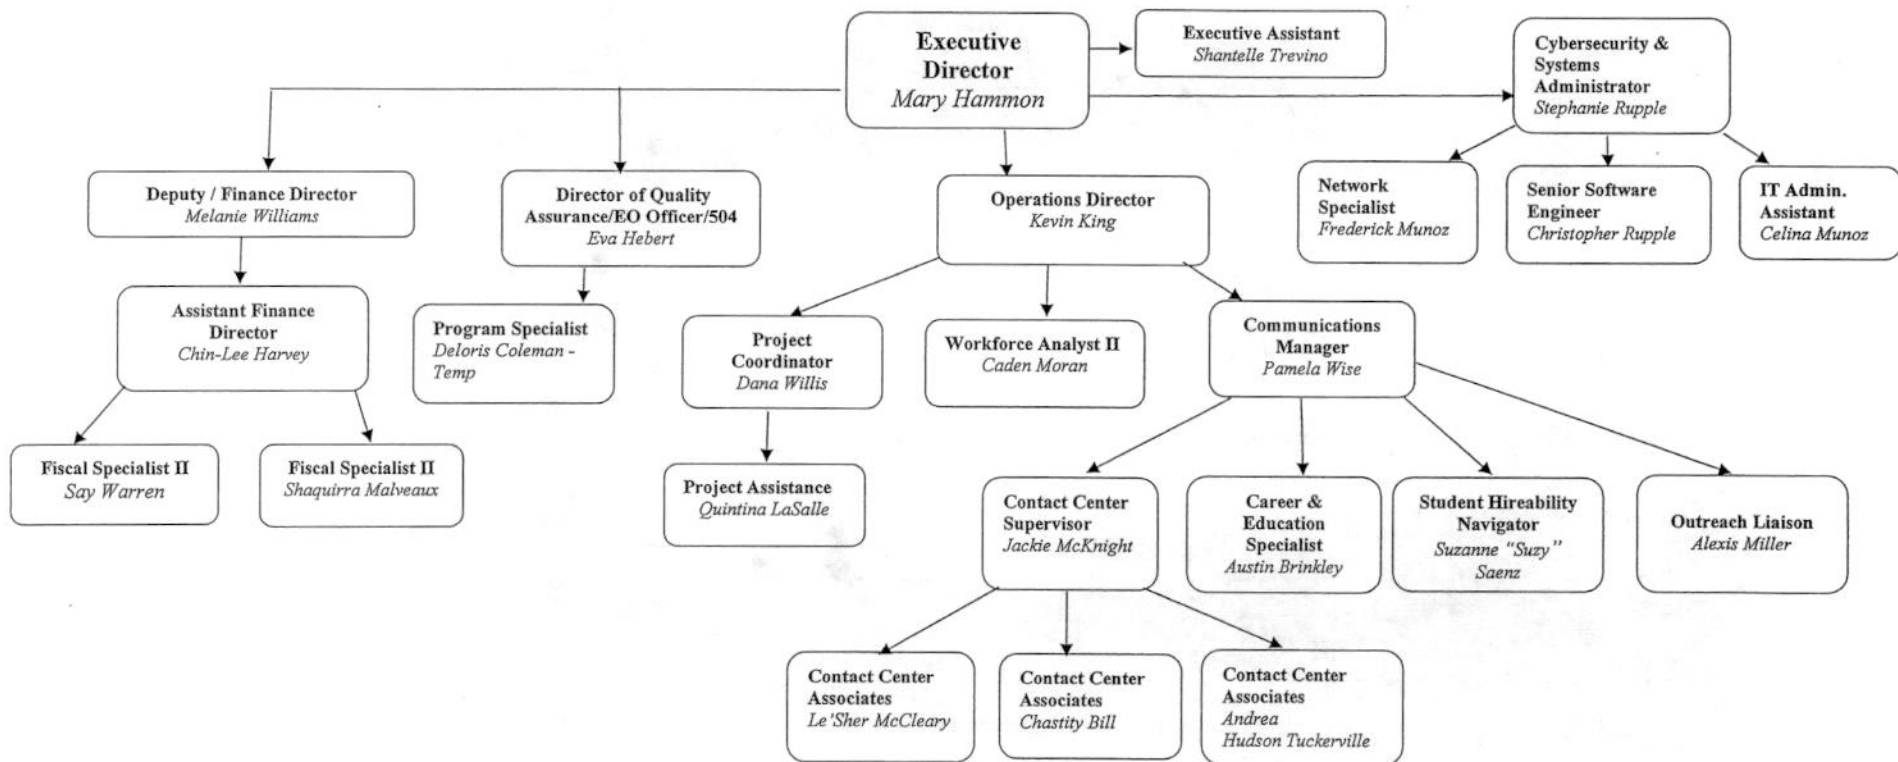 Executive
Director
Mary Hammon
Executive Assistant
Shantelle Trevino
Cybersecurity &
Systems
Administrator
Stephanie Rupple
Deputy / Finance Director
Melanie Williams
Director of Quality
Assurance/EO Officer/504
Eva Hebert
Operations Director
Kevin King
Network
Specialist
Frederick Munoz
Senior Software
Engineer
Christopher Rupple
IT Admin.
Assistant
Celina Munoz
Assistant Finance
Director
Chin-Lee Harvey
Program Specialist
Deloris Coleman -
Temp
Project
Coordinator
Dana Willis
Workforce Analyst II
Caden Moran
Communications
Manager
Pamela Wise
Fiscal Specialist II
Say Warren
Fiscal Specialist II
Shaquirra Malveaux
Project Assistance
Quintina LaSalle
Contact Center
Supervisor
Jackie McKnight
Career &
Education
Specialist
Austin Brinkley
Student Hireability
Navigator
Suzanne “Suzy”
Saenz
Outreach Liaison
Alexis Miller
Contact Center
Associates
Le'Sher McCleary
Contact Center
Associates
Chastity Bill
Contact Center
Associates
Andrea
Hudson Tuckerville